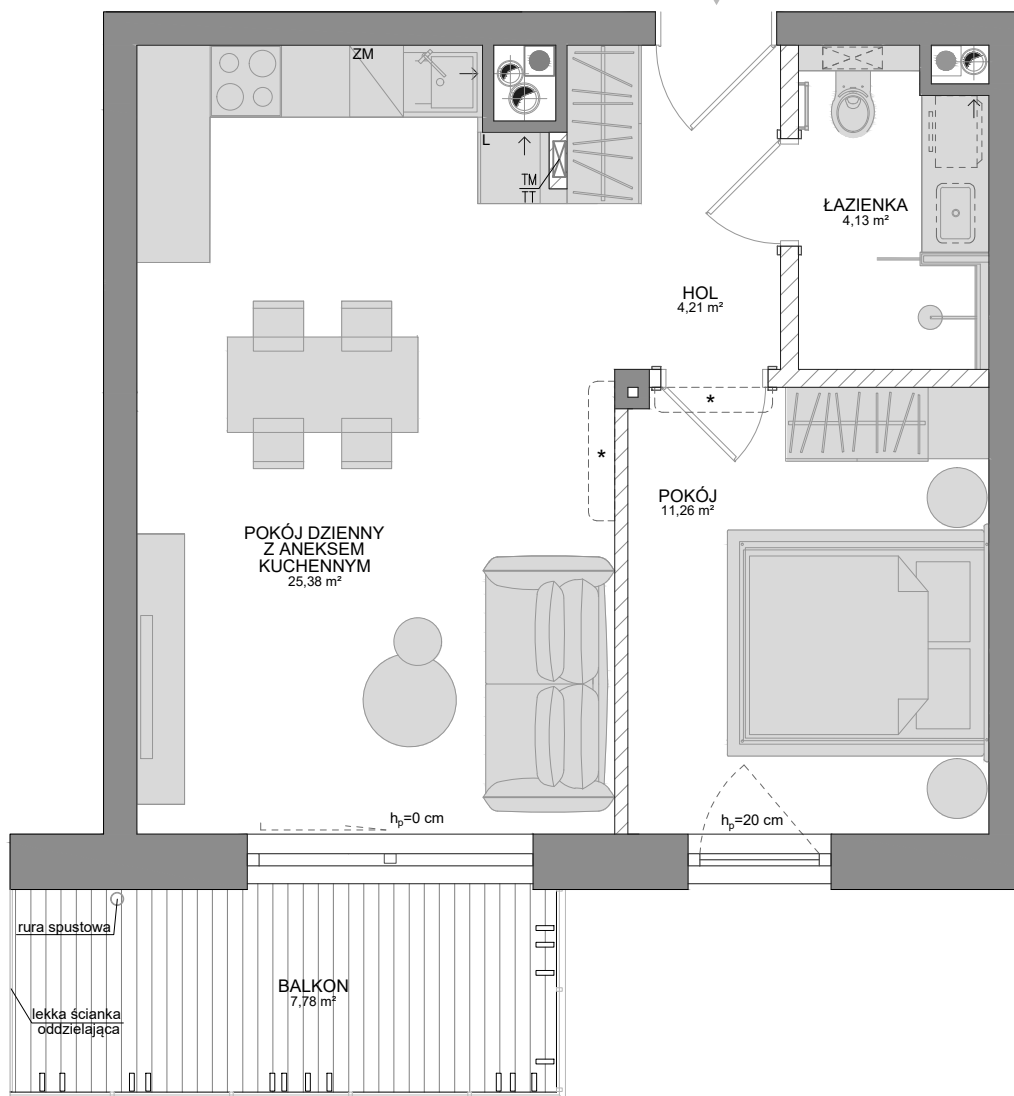 ZM
L
TM
TT
ŁAZIENKA
4,13 m²
HOL
4,21 m²
*
*
POKÓJ
11,26 m²
POKÓJ DZIENNY
Z ANEKSEM
KUCHENNYM
25,38 m²
hₚ=0 cm
hₚ=20 cm
rura spustowa
BALKON
7,78 m²
lekka ścianka
oddzielająca